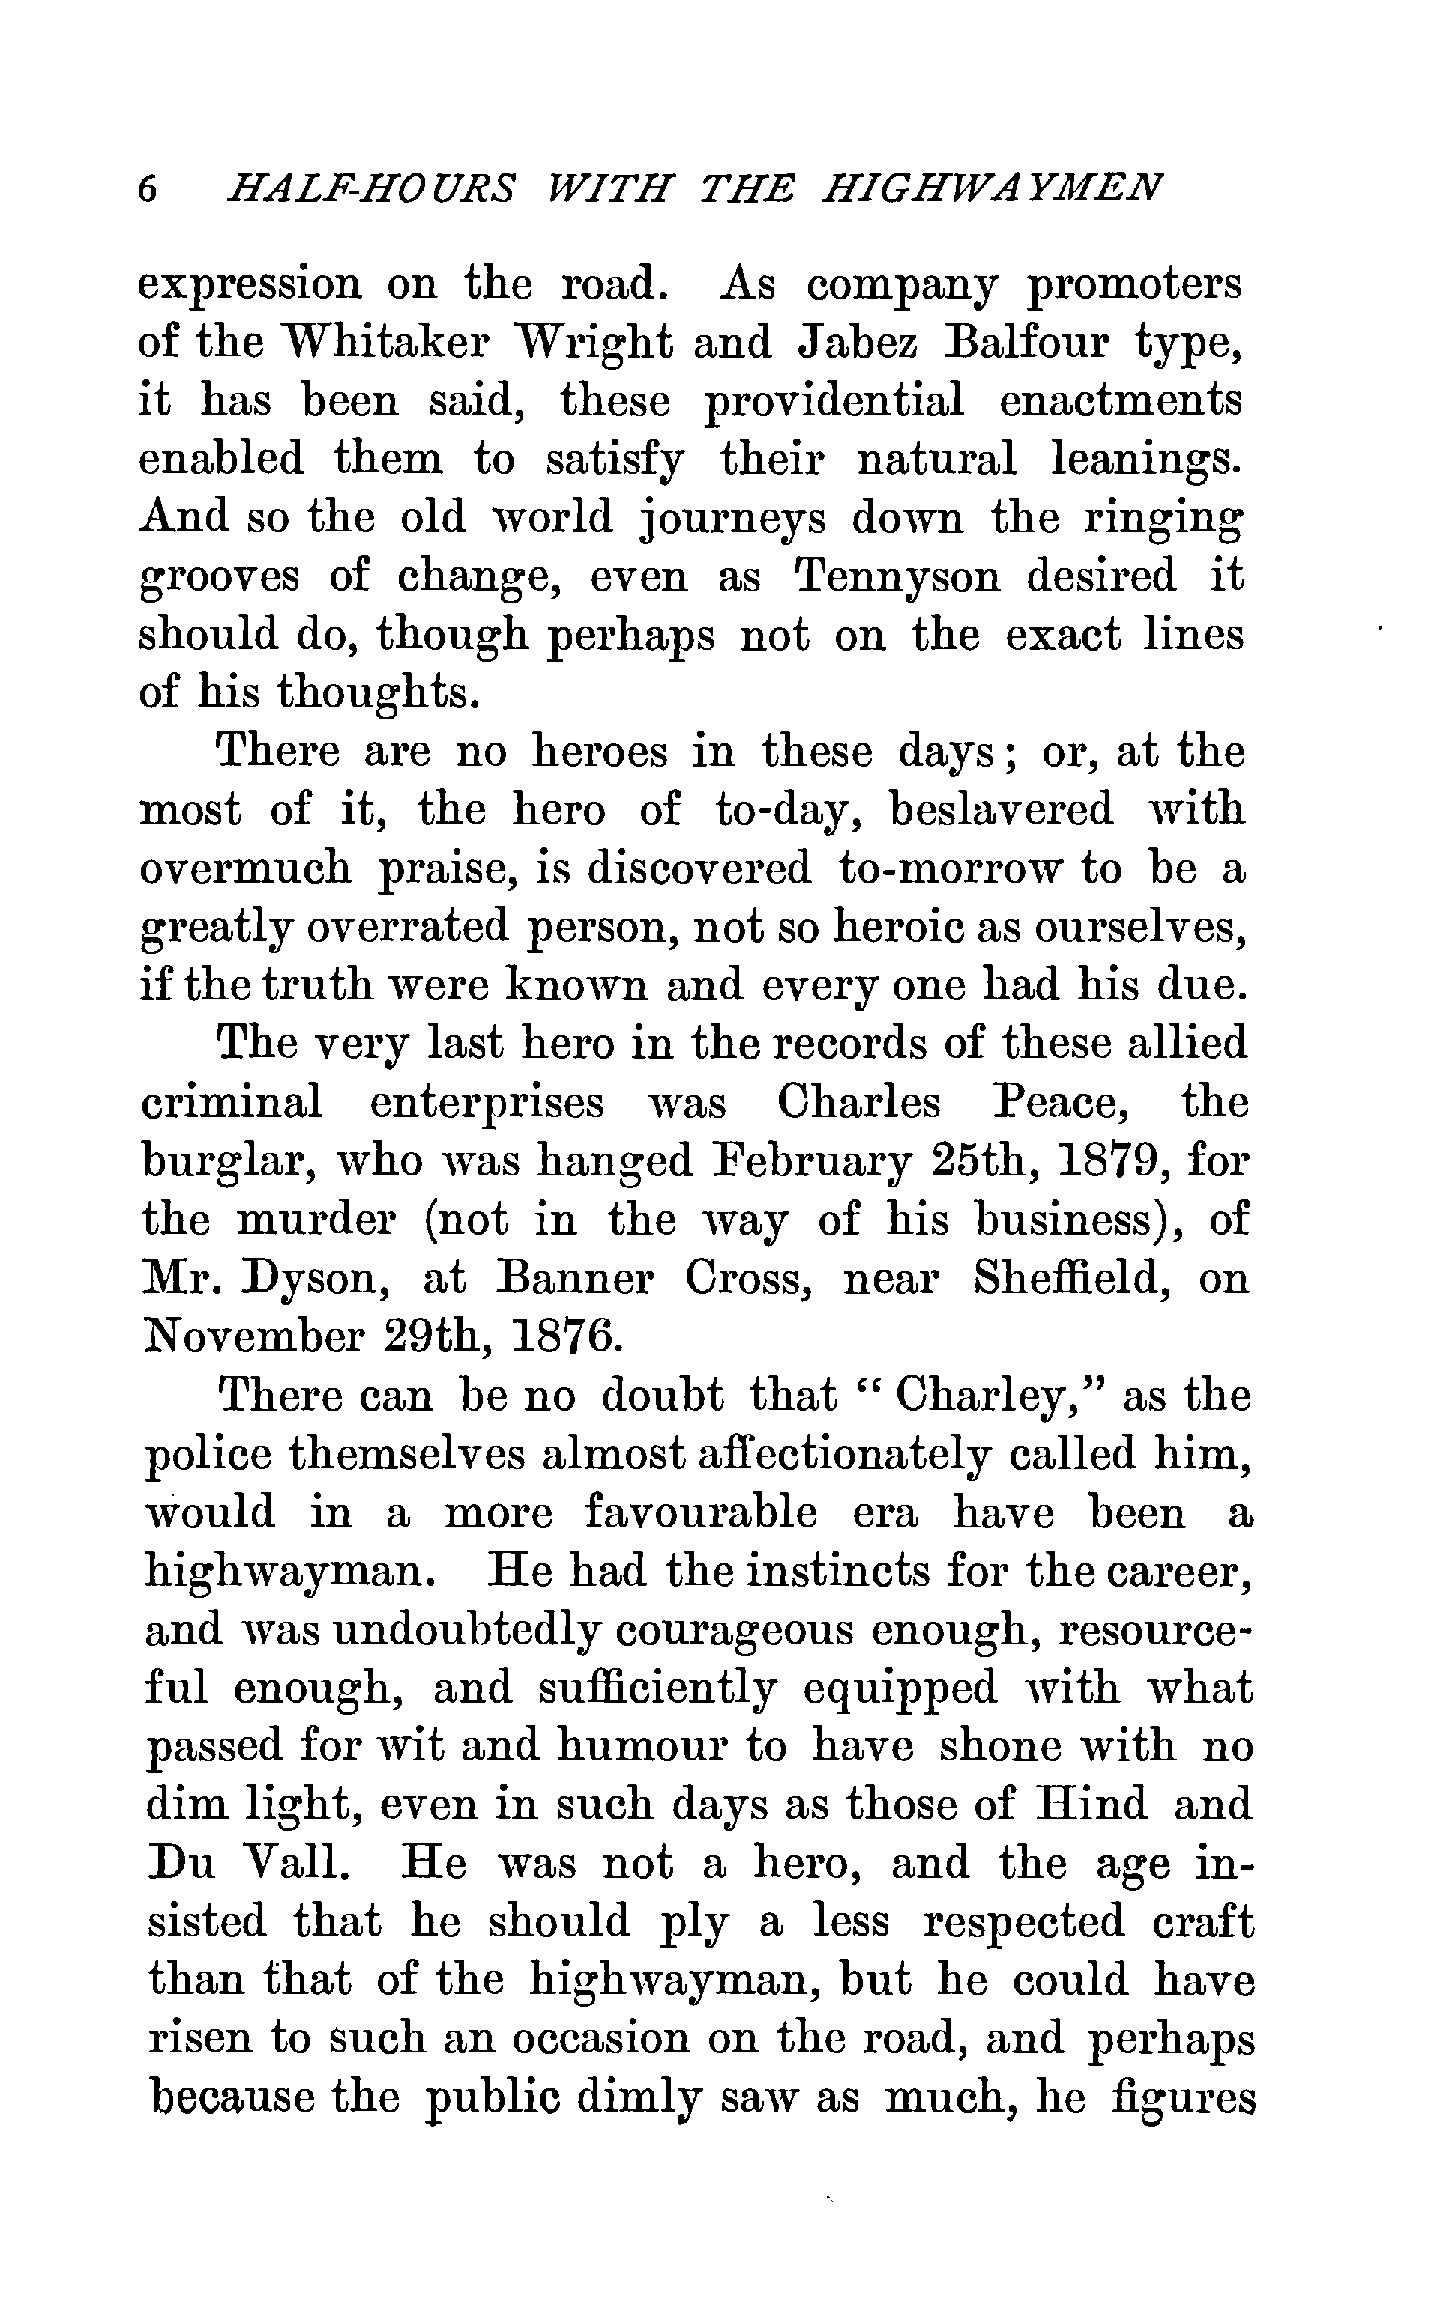 6 HALF-HOURS WITH THE HIGHWAYMEN
expression on the road. As company promoters
of the Whitaker Wright and Jabez Balfour type,
it has been said, these providential enactments
enabled them to satisfy their natural leanings.
And so the old world journeys down the ringing
grooves of change, even as Tennyson desired it
should do, though perhaps not on the exact lines
of his thoughts.
There are no heroes in these days; or, at the
most of it, the hero of to-day, beslavered with
overmuch praise, is discovered to-morrow to be a
greatly overrated person, not so heroic as ourselves,
if the truth were known and every one had his due.
The very last hero in the records of these allied
criminal enterprises was Charles Peace, the
burglar, who was hanged February 25th, 1879, for
the murder (not in the way of his business), of
Mr. Dyson, at Banner Cross, near Sheffield, on
November 29th, 1876.
There can be no doubt that "Charley," as the
police themselves almost affectionately called him,
would in a more favourable era have been a
highwayman. He had the instincts for the career,
and was undoubtedly courageous enough, resource-
ful enough, and sufficiently equipped with what
passed for wit and humour to have shone with no
dim light, even in such days as those of Hind and
Du Vall. He was not a hero, and the age in-
sisted that he should ply a less respected craft
than that of the highwayman, but he could have
risen to such an occasion on the road, and perhaps
because the public dimly saw as much, he figures